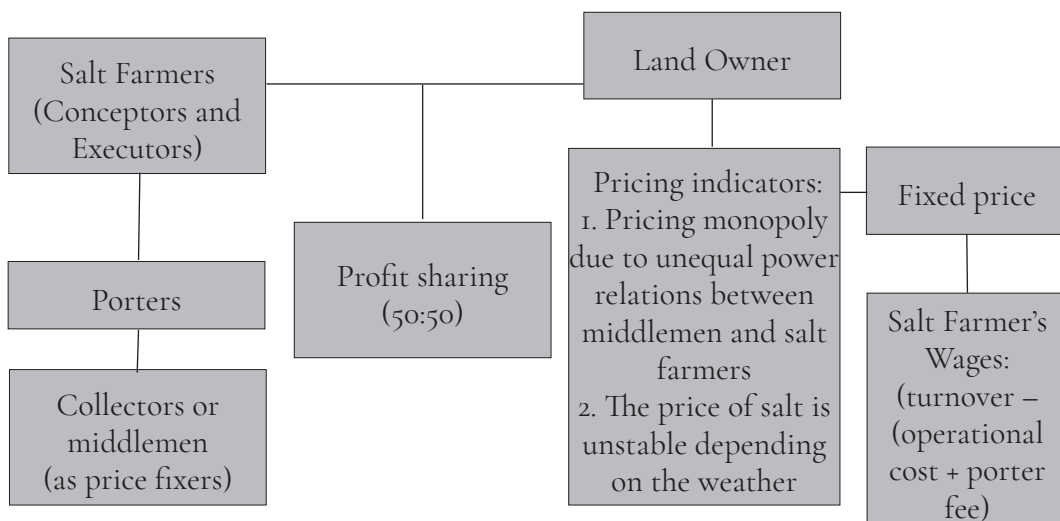 Salt Farmers
(Conceptors and
Executors)
Land Owner
Porters
Collectors or
middlemen
(as price fixers)
Profit sharing
(50:50)
Pricing indicators:
1. Pricing monopoly
due to unequal power
relations between
middlemen and salt
farmers
2. The price of salt is
unstable depending
on the weather
Fixed price
Salt Farmer’s
Wages:
(turnover –
(operational
cost + porter
fee)